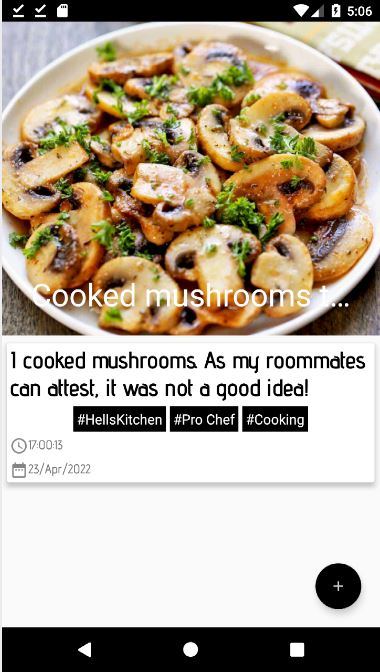 5:06
Cooked mushrooms t...
I cooked mushrooms. As my roommates
can attest, it was not a good idea!
#HellsKitchen #Pro Chef #Cooking
17:00:13
23/Apr/2022
+